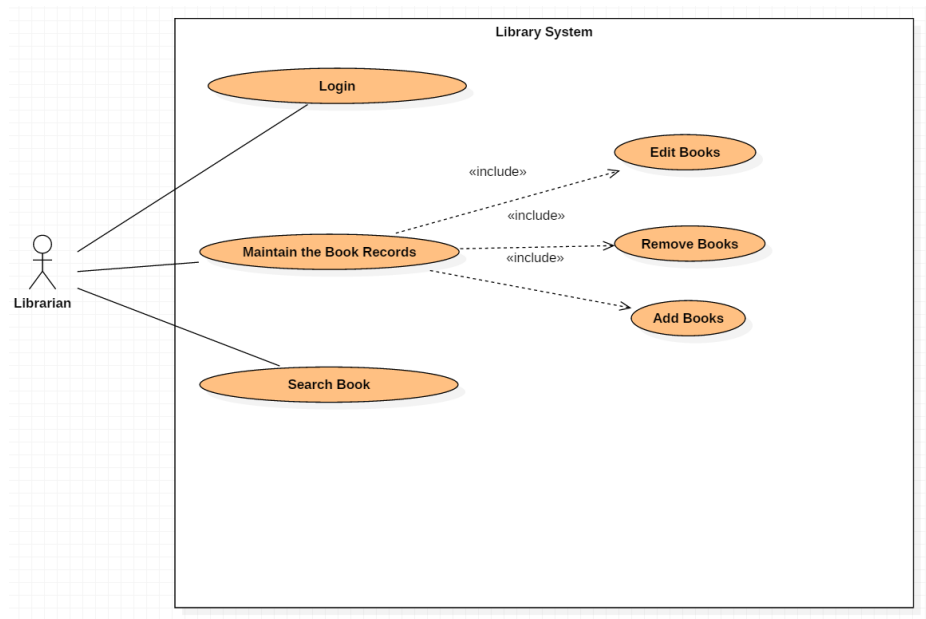 Library System
Login
Edit Books
«include»
«include»
Remove Books
Maintain the Book Records
«include»
Librarian
Add Books
Search Book